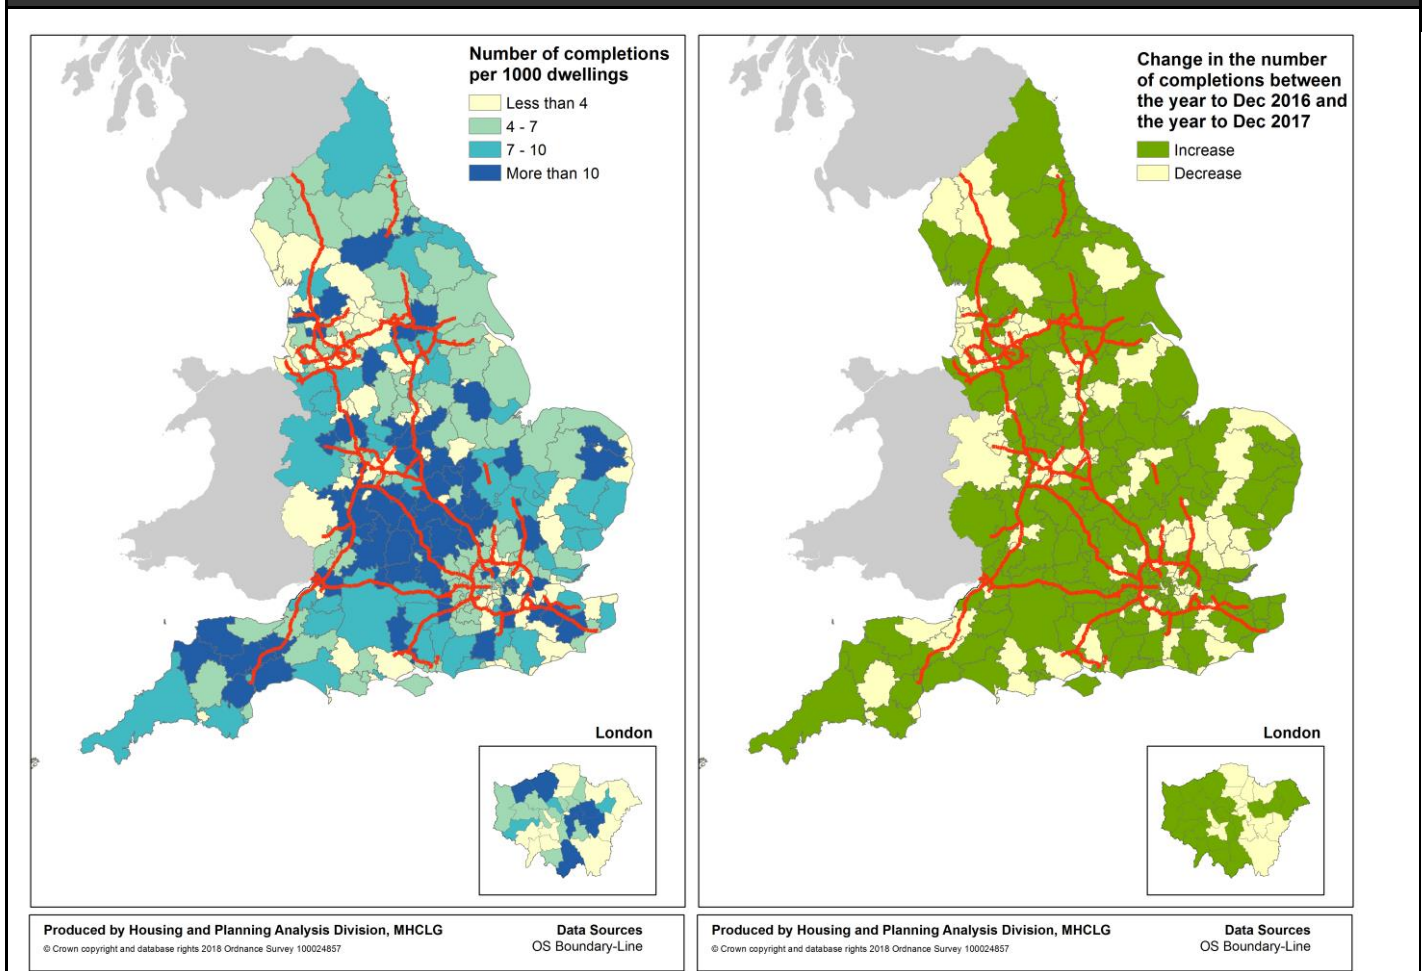 Number of completions
per 1000 dwellings
Less than 4
4 - 7
7 - 10
More than 10
London
Produced by Housing and Planning Analysis Division, MHCLG
© Crown copyright and database rights 2018 Ordnance Survey 100024857
Data Sources
OS Boundary-Line
Change in the number
of completions between
the year to Dec 2016 and
the year to Dec 2017
Increase
Decrease
London
Produced by Housing and Planning Analysis Division, MHCLG
© Crown copyright and database rights 2018 Ordnance Survey 100024857
Data Sources
OS Boundary-Line